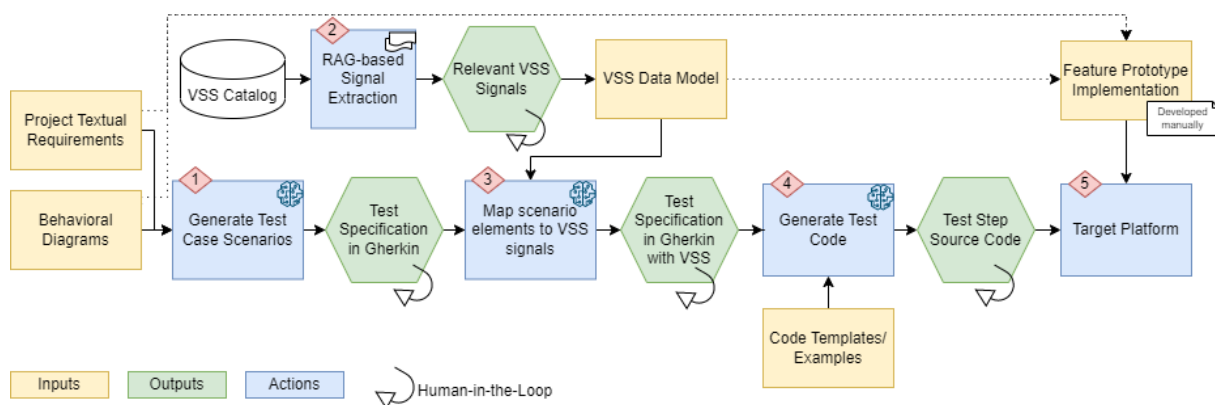 2
RAG-based
Signal
Extraction
VSS Catalog
Relevant VSS
Signals
VSS Data Model
Feature Prototype
Implementation
Developed
manually
Project Textual
Requirements
Behavioral
Diagrams
1
Generate Test
Case Scenarios
Test
Specification
in Gherkin
3
Map scenario
elements to VSS
signals
Test
Specification
in Gherkin
with VSS
4
Generate Test
Code
Test Step
Source Code
5
Target Platform
Code Templates/
Examples
Inputs
Outputs
Actions
Human-in-the-Loop